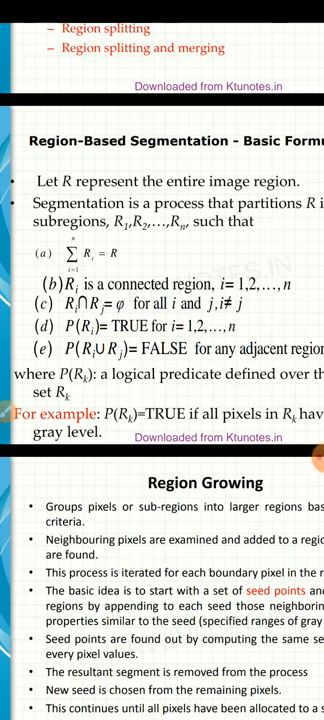 – Region splitting
– Region splitting and merging
Downloaded from Ktunotes.in
Region-Based Segmentation - Basic Formu
• Let R represent the entire image region.
• Segmentation is a process that partitions R i
subregions, R₁,R₂,…,Rₙ, such that
(a) ∑ᵢ₌₁ⁿ Rᵢ = R
(b) Rᵢ is a connected region, i= 1,2,…, n
(c) Rᵢ∩Rⱼ= φ for all i and j, i≠ j
(d) P(Rᵢ)= TRUE for i= 1,2,…, n
(e) P(Rᵢ∪Rⱼ)= FALSE for any adjacent region
where P(Rₖ): a logical predicate defined over th
set Rₖ
For example: P(Rₖ)=TRUE if all pixels in Rₖ hav
gray level.
Downloaded from Ktunotes.in
Region Growing
• Groups pixels or sub-regions into larger regions bas
criteria.
• Neighbouring pixels are examined and added to a regio
are found.
• This process is iterated for each boundary pixel in the r
• The basic idea is to start with a set of seed points an
regions by appending to each seed those neighborin
properties similar to the seed (specified ranges of gray
• Seed points are found out by computing the same se
every pixel values.
• The resultant segment is removed from the process
• New seed is chosen from the remaining pixels.
• This continues until all pixels have been allocated to a s